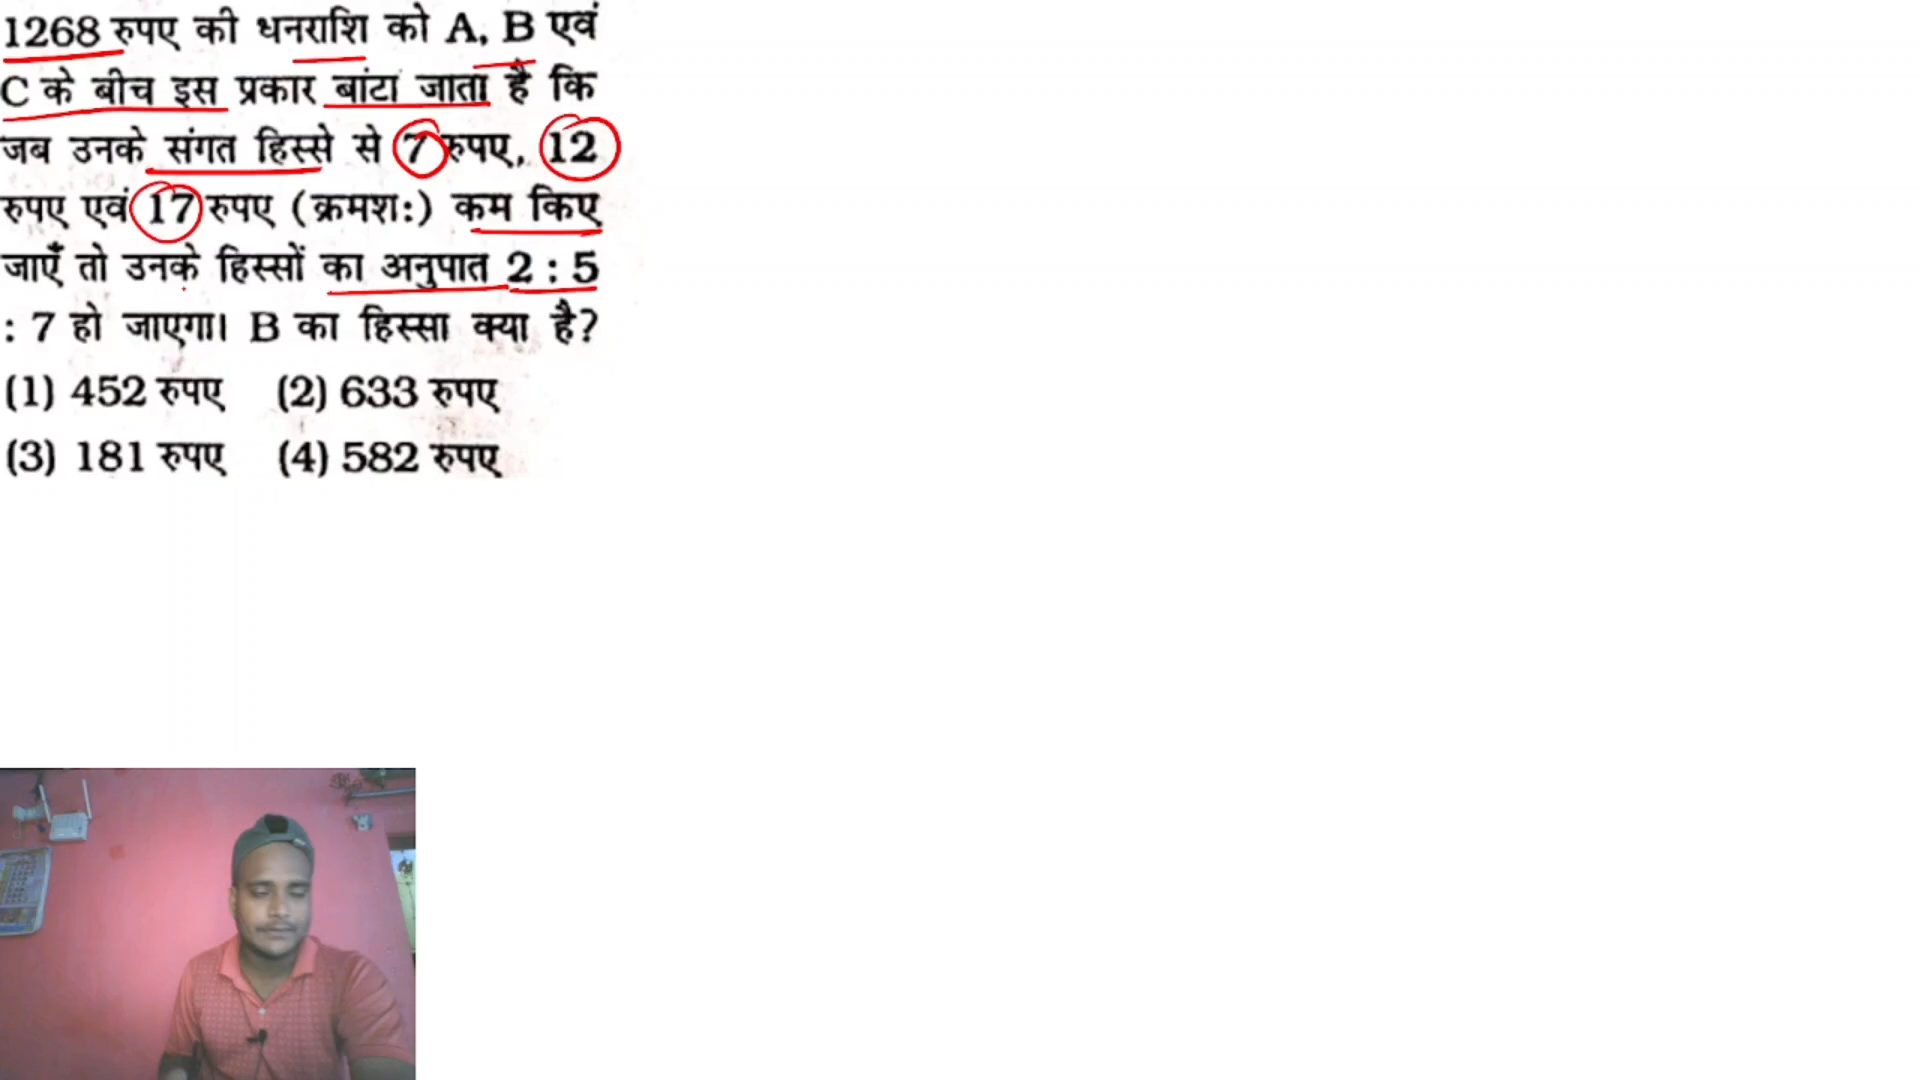 1268 रुपए की धनराशि को A, B एवं
C के बीच इस प्रकार बांटा जाता है कि
जब उनके संगत हिस्से से 7 रुपए, 12
रुपए एवं 17 रुपए (क्रमश:) कम किए
जाएँ तो उनके हिस्सों का अनुपात 2 : 5
: 7 हो जाएगा। B का हिस्सा क्या है?
(1) 452 रुपए (2) 633 रुपए
(3) 181 रुपए (4) 582 रुपए